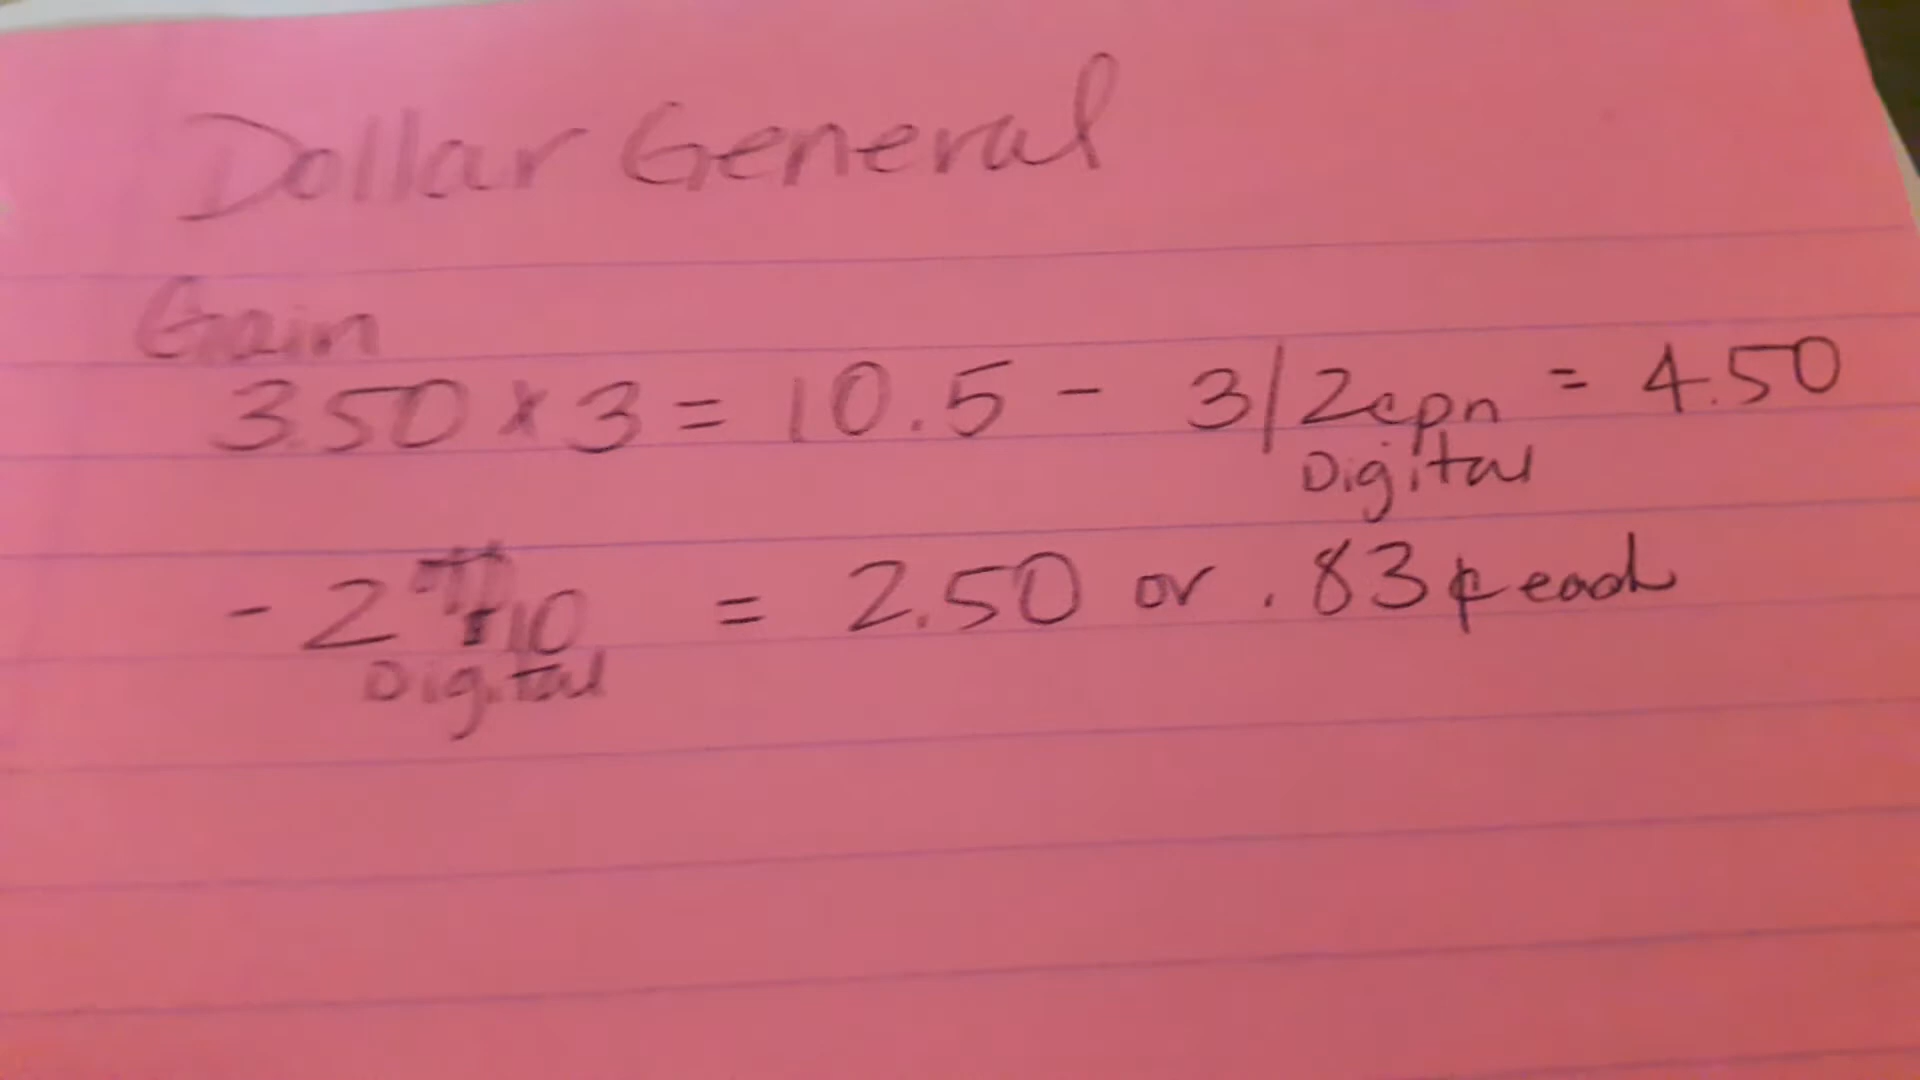 Dollar General
Gain
3.50 x 3 = 10.5 - 3/2cpn = 4.50
Digital
- 2 10 = 2.50 or .83¢ each
Digital